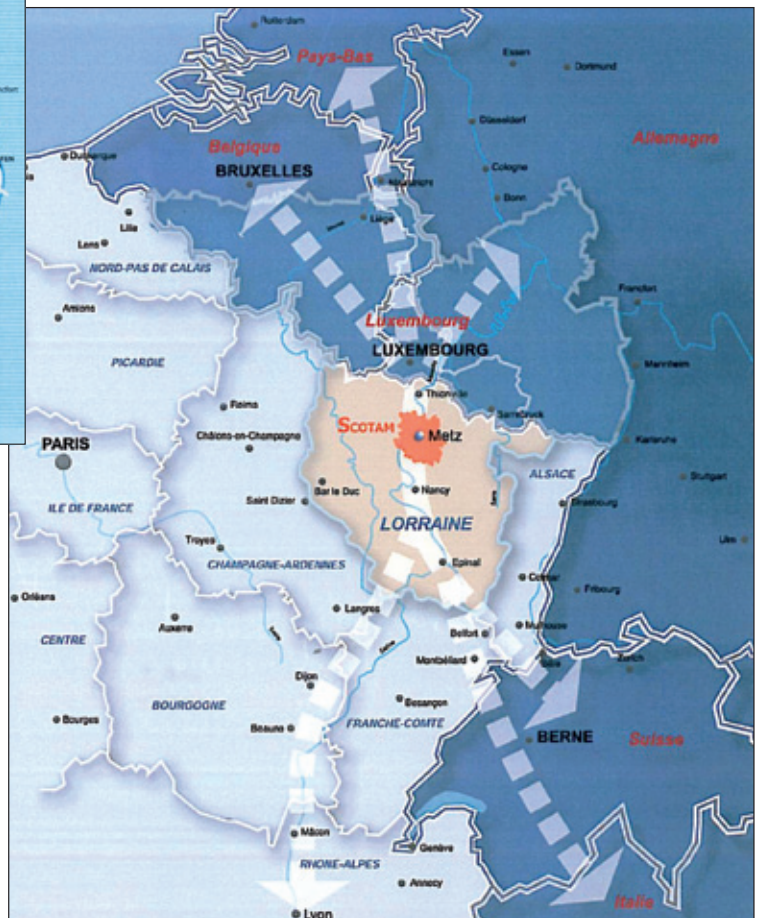 Rotterdam
Pays-Bas
Essen
Dortmund
Düsseldorf
Allemagne
Dunkerque
Belgique
BRUXELLES
Cologne
Maastricht
Bonn
Lille
Liège
Lens
NORD-PAS DE CALAIS
Francfort
Amiens
Luxembourg
LUXEMBOURG
PICARDIE
Mannheim
Thionville
Reims
Sarrebruck
SCOTAM
Metz
Châlons-en-Champagne
Karlsruhe
PARIS
ALSACE
Stuttgart
Bar le Duc
Nancy
Saint Dizier
Strasbourg
ILE DE FRANCE
LORRAINE
Troyes
Ulm
CHAMPAGNE-ARDENNES
Epinal
Colmar
Fribourg
Orléans
Langres
Auxerre
Mulhouse
CENTRE
Belfort
Montbéliard
Bâle
Zurich
Dijon
BOURGOGNE
Besançon
Bourges
Beaune
FRANCHE-COMTE
BERNE
Suisse
Mâcon
Genève
RHONE-ALPES
Annecy
Italie
Lyon